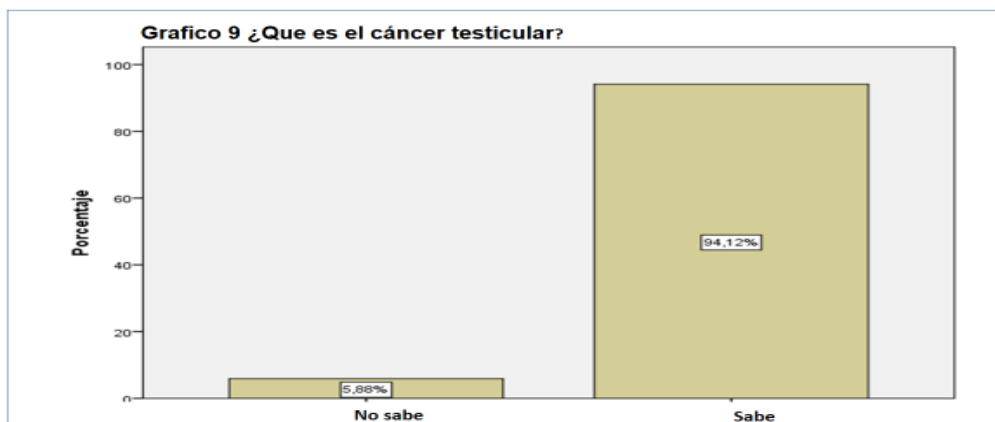 Grafico 9 ¿Que es el cáncer testicular?
100
80
60
40
20
0
Porcentaje
5,88%
94,12%
No sabe
Sabe